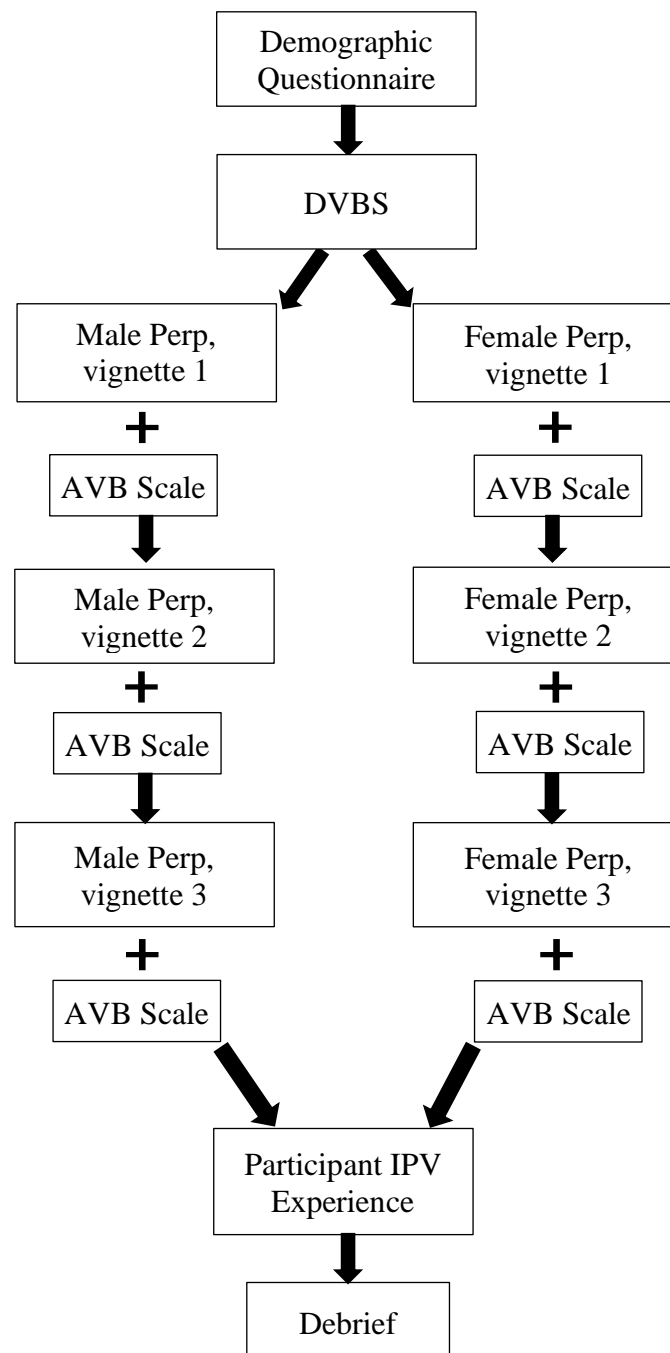 Demographic
Questionnaire
DVBS
Male Perp,
vignette 1
Female Perp,
vignette 1
+
+
AVB Scale
AVB Scale
Male Perp,
vignette 2
Female Perp,
vignette 2
+
+
AVB Scale
AVB Scale
Male Perp,
vignette 3
Female Perp,
vignette 3
+
+
AVB Scale
AVB Scale
Participant IPV
Experience
Debrief